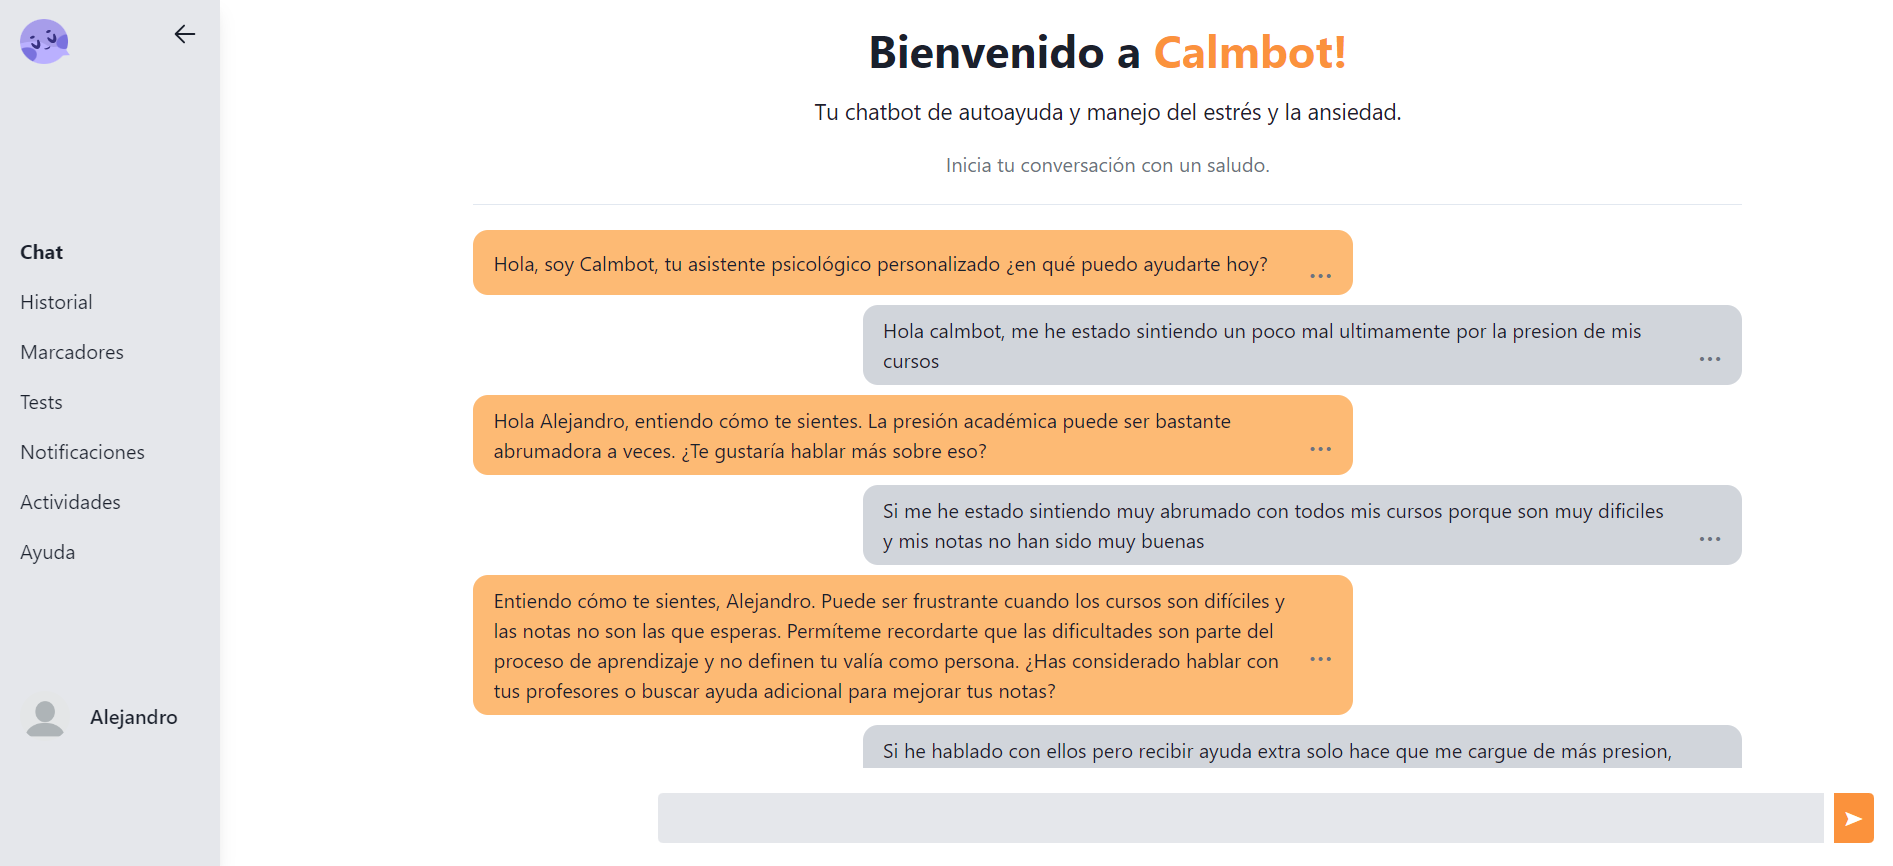 Bienvenido a Calmbot!
Tu chatbot de autoayuda y manejo del estrés y la ansiedad.
Inicia tu conversación con un saludo.
Chat
Historial
Marcadores
Tests
Notificaciones
Actividades
Ayuda
Alejandro
Hola, soy Calmbot, tu asistente psicológico personalizado ¿en qué puedo ayudarte hoy?
Hola calmbot, me he estado sintiendo un poco mal ultimamente por la presion de mis
cursos
Hola Alejandro, entiendo cómo te sientes. La presión académica puede ser bastante
abrumadora a veces. ¿Te gustaría hablar más sobre eso?
Si me he estado sintiendo muy abrumado con todos mis cursos porque son muy dificiles
y mis notas no han sido muy buenas
Entiendo cómo te sientes, Alejandro. Puede ser frustrante cuando los cursos son difíciles y
las notas no son las que esperas. Permíteme recordarte que las dificultades son parte del
proceso de aprendizaje y no definen tu valía como persona. ¿Has considerado hablar con
tus profesores o buscar ayuda adicional para mejorar tus notas?
Si he hablado con ellos pero recibir ayuda extra solo hace que me cargue de más presion,